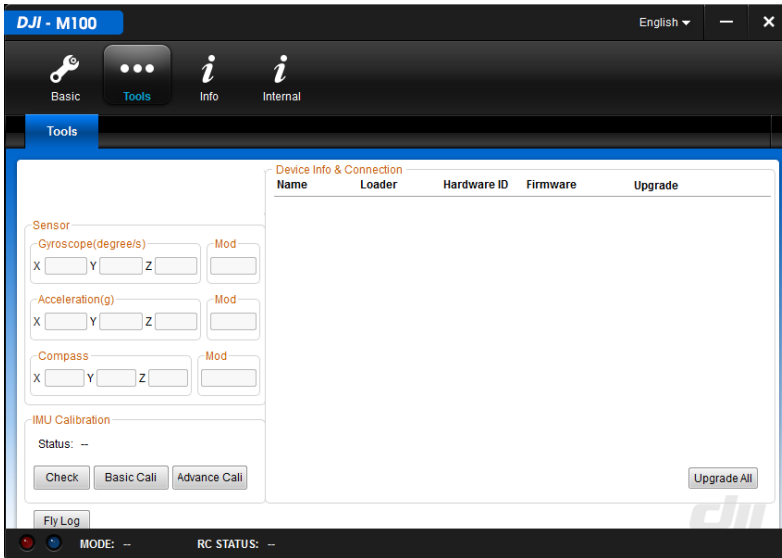 DJI - M100
English
Basic
Tools
Info
Internal
Tools
Device Info & Connection
Name Loader Hardware ID Firmware Upgrade
Sensor
Gyroscope(degree/s) Mod
X Y Z
Acceleration(g) Mod
X Y Z
Compass Mod
X Y Z
IMU Calibration
Status: --
Check Basic Cali Advance Cali
Upgrade All
Fly Log
dji
MODE: -- RC STATUS: --